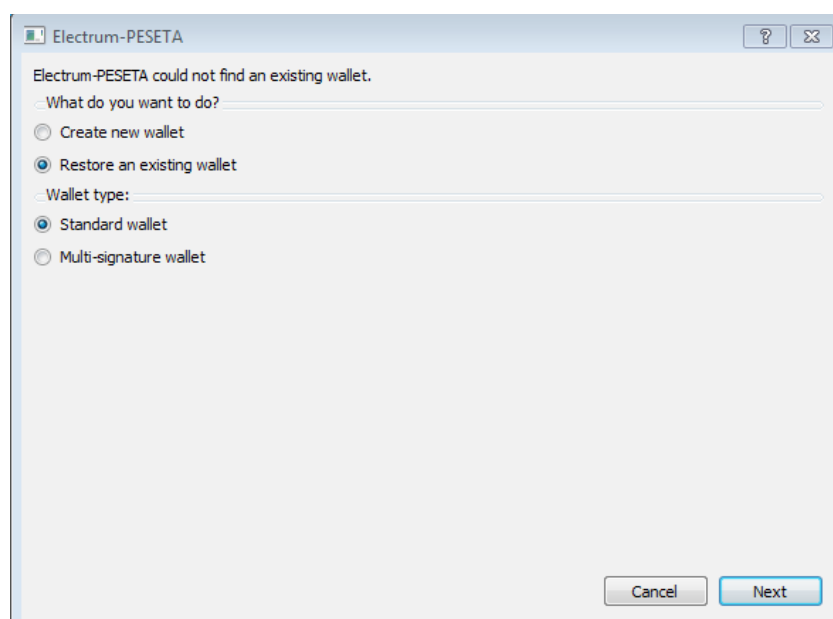 Electrum-PESETA
Electrum-PESETA could not find an existing wallet.
What do you want to do?
Create new wallet
Restore an existing wallet
Wallet type:
Standard wallet
Multi-signature wallet
Cancel Next